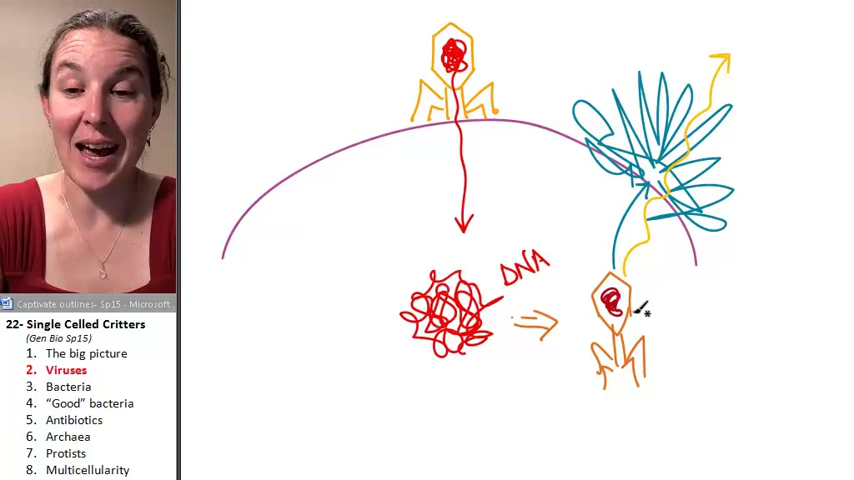 DNA
Captivate outlines- Sp15 - Microsoft .
22- Single Celled Critters
(Gen Bio Sp15)
1. The big picture
2. Viruses
3. Bacteria
4. “Good” bacteria
5. Antibiotics
6. Archaea
7. Protists
8. Multicellularity